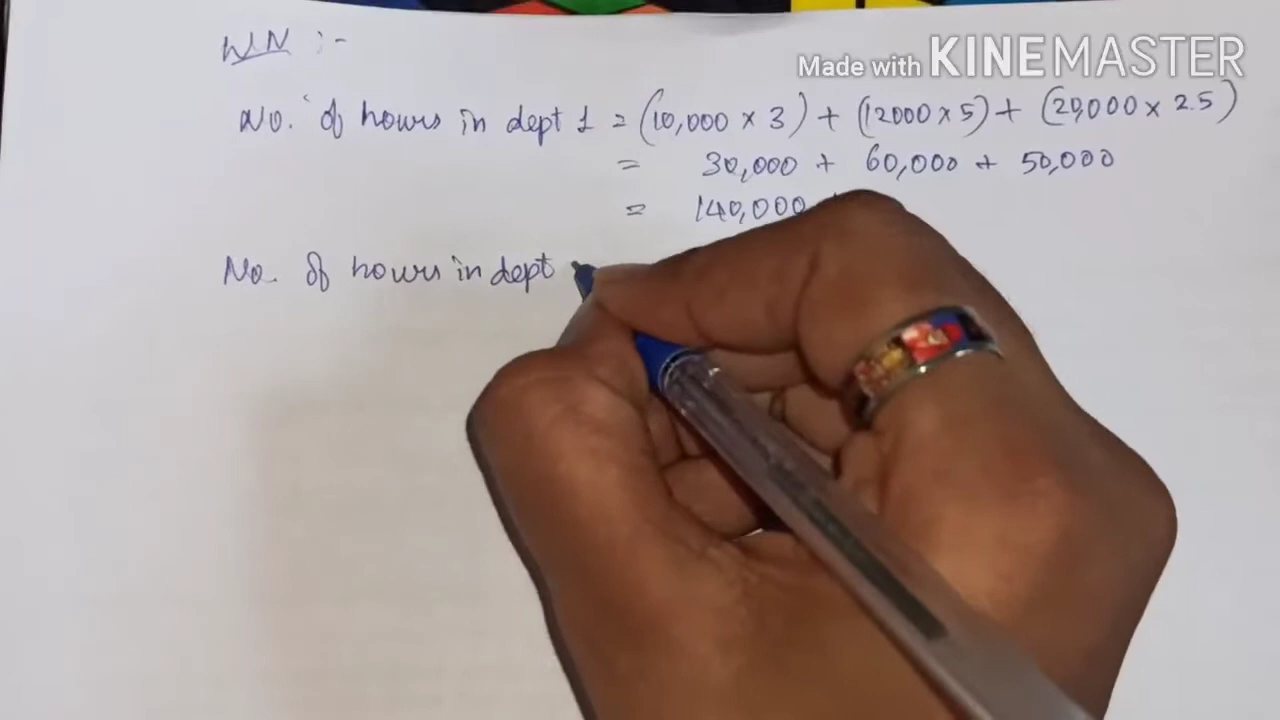 WN :-
Made with KINEMASTER
No. of hours in dept 1 = (10,000 x 3) + (12000 x 5) + (20,000 x 2.5)
= 30,000 + 60,000 + 50,000
= 140,000
No. of hours in dept